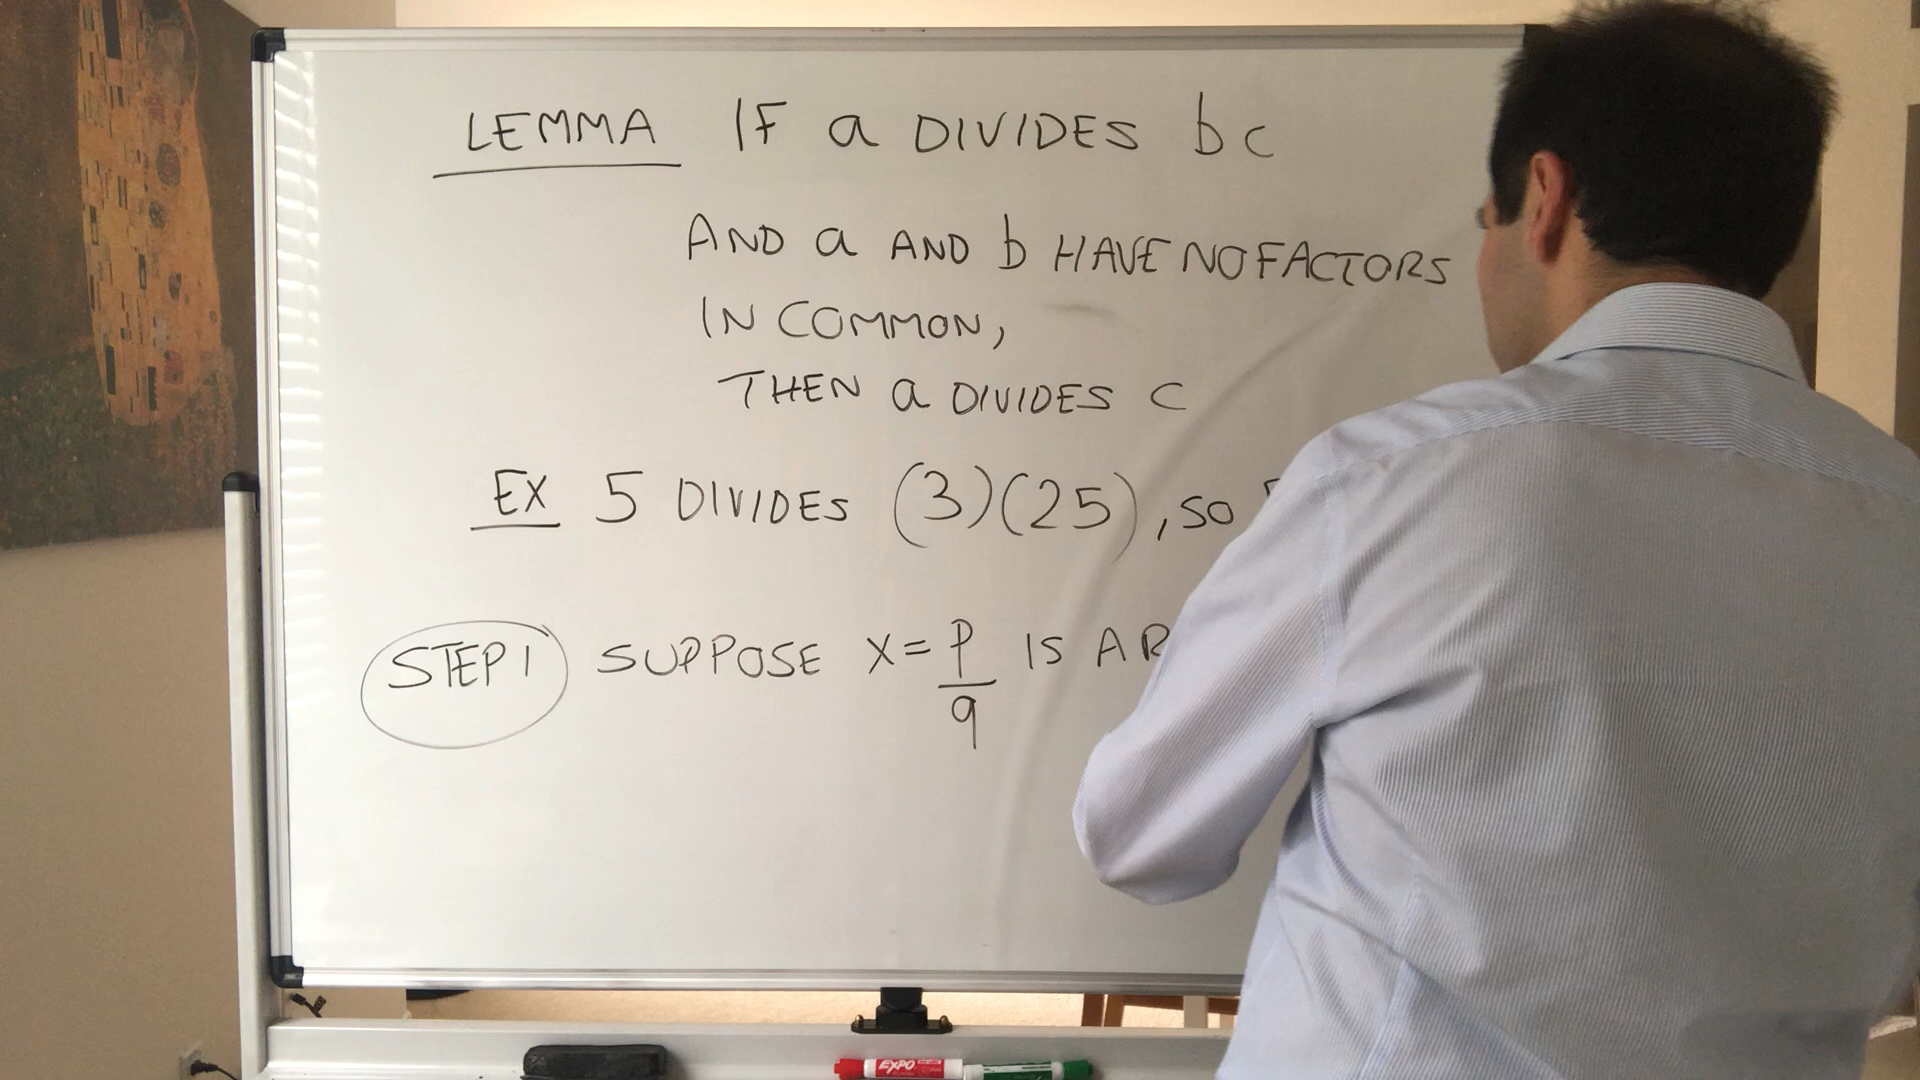 LEMMA IF a DIVIDES bc
AND a AND b HAVE NO FACTORS
IN COMMON,
THEN a DIVIDES c
EX 5 DIVIDES (3)(25), SO
STEP 1 SUPPOSE X = p/q IS A
EXPO